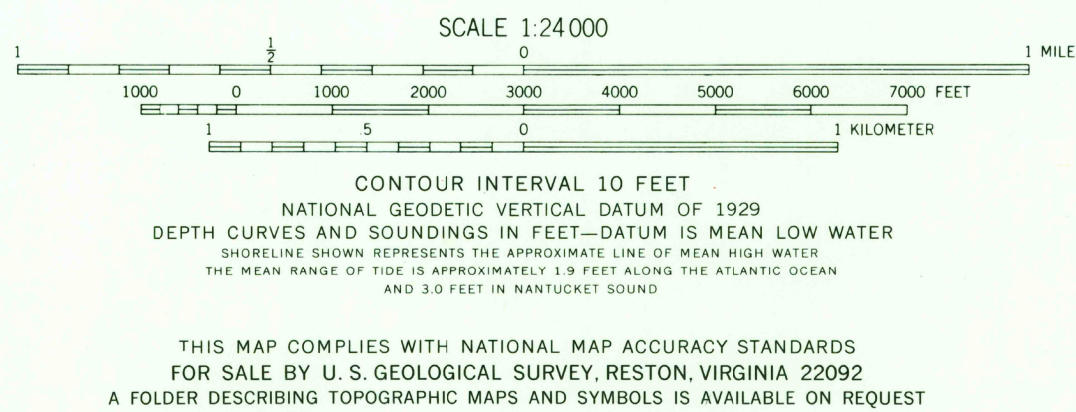 SCALE 1:24 000
1 1/2 0 1 MILE
1000 0 1000 2000 3000 4000 5000 6000 7000 FEET
1 .5 0 1 KILOMETER
CONTOUR INTERVAL 10 FEET
NATIONAL GEODETIC VERTICAL DATUM OF 1929
DEPTH CURVES AND SOUNDINGS IN FEET—DATUM IS MEAN LOW WATER
SHORELINE SHOWN REPRESENTS THE APPROXIMATE LINE OF MEAN HIGH WATER
THE MEAN RANGE OF TIDE IS APPROXIMATELY 1.9 FEET ALONG THE ATLANTIC OCEAN
AND 3.0 FEET IN NANTUCKET SOUND
THIS MAP COMPLIES WITH NATIONAL MAP ACCURACY STANDARDS
FOR SALE BY U. S. GEOLOGICAL SURVEY, RESTON, VIRGINIA 22092
A FOLDER DESCRIBING TOPOGRAPHIC MAPS AND SYMBOLS IS AVAILABLE ON REQUEST